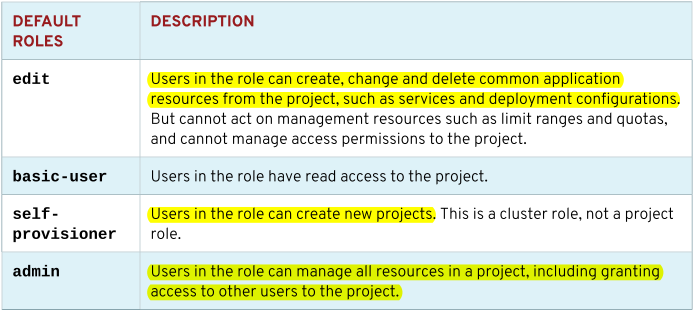 DEFAULT DESCRIPTION
ROLES
edit Users in the role can create, change and delete common application
resources from the project, such as services and deployment configurations.
But cannot act on management resources such as limit ranges and quotas,
and cannot manage access permissions to the project.
basic-user Users in the role have read access to the project.
self- Users in the role can create new projects. This is a cluster role, not a project
provisioner role.
admin Users in the role can manage all resources in a project, including granting
access to other users to the project.